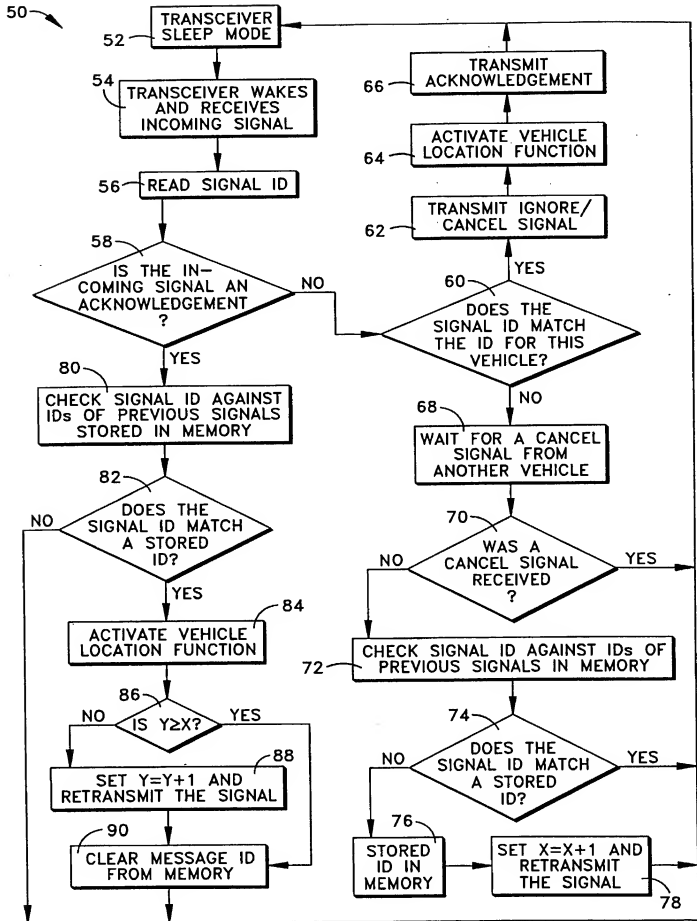 50
TRANSCEIVER
SLEEP MODE
52
54
TRANSCEIVER WAKES
AND RECEIVES
INCOMING SIGNAL
56
READ SIGNAL ID
58
IS THE IN-
COMING SIGNAL AN
ACKNOWLEDGEMENT
?
NO
YES
80
CHECK SIGNAL ID AGAINST
IDs OF PREVIOUS SIGNALS
STORED IN MEMORY
82
DOES THE
SIGNAL ID MATCH
A STORED
ID?
NO
YES
84
ACTIVATE VEHICLE
LOCATION FUNCTION
86
IS Y≥X?
NO
YES
88
SET Y=Y+1 AND
RETRANSMIT THE SIGNAL
90
CLEAR MESSAGE ID
FROM MEMORY
TRANSMIT
ACKNOWLEDGEMENT
66
ACTIVATE VEHICLE
LOCATION FUNCTION
64
TRANSMIT IGNORE/
CANCEL SIGNAL
62
YES
60
DOES THE
SIGNAL ID MATCH
THE ID FOR THIS
VEHICLE?
NO
68
WAIT FOR A CANCEL
SIGNAL FROM
ANOTHER VEHICLE
70
WAS A
CANCEL SIGNAL
RECEIVED
?
NO
YES
72
CHECK SIGNAL ID AGAINST IDs OF
PREVIOUS SIGNALS IN MEMORY
74
DOES THE
SIGNAL ID MATCH
A STORED
ID?
NO
YES
76
STORED
ID IN
MEMORY
SET X=X+1 AND
RETRANSMIT
THE SIGNAL
78